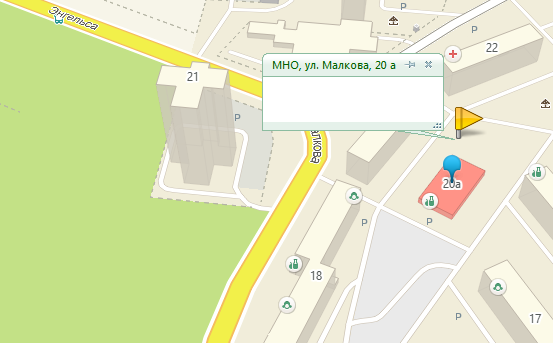 Энгельса
21
P
МНО, ул. Малкова, 20 а
22
P
P
алкова
20а
P
P
18
P
17